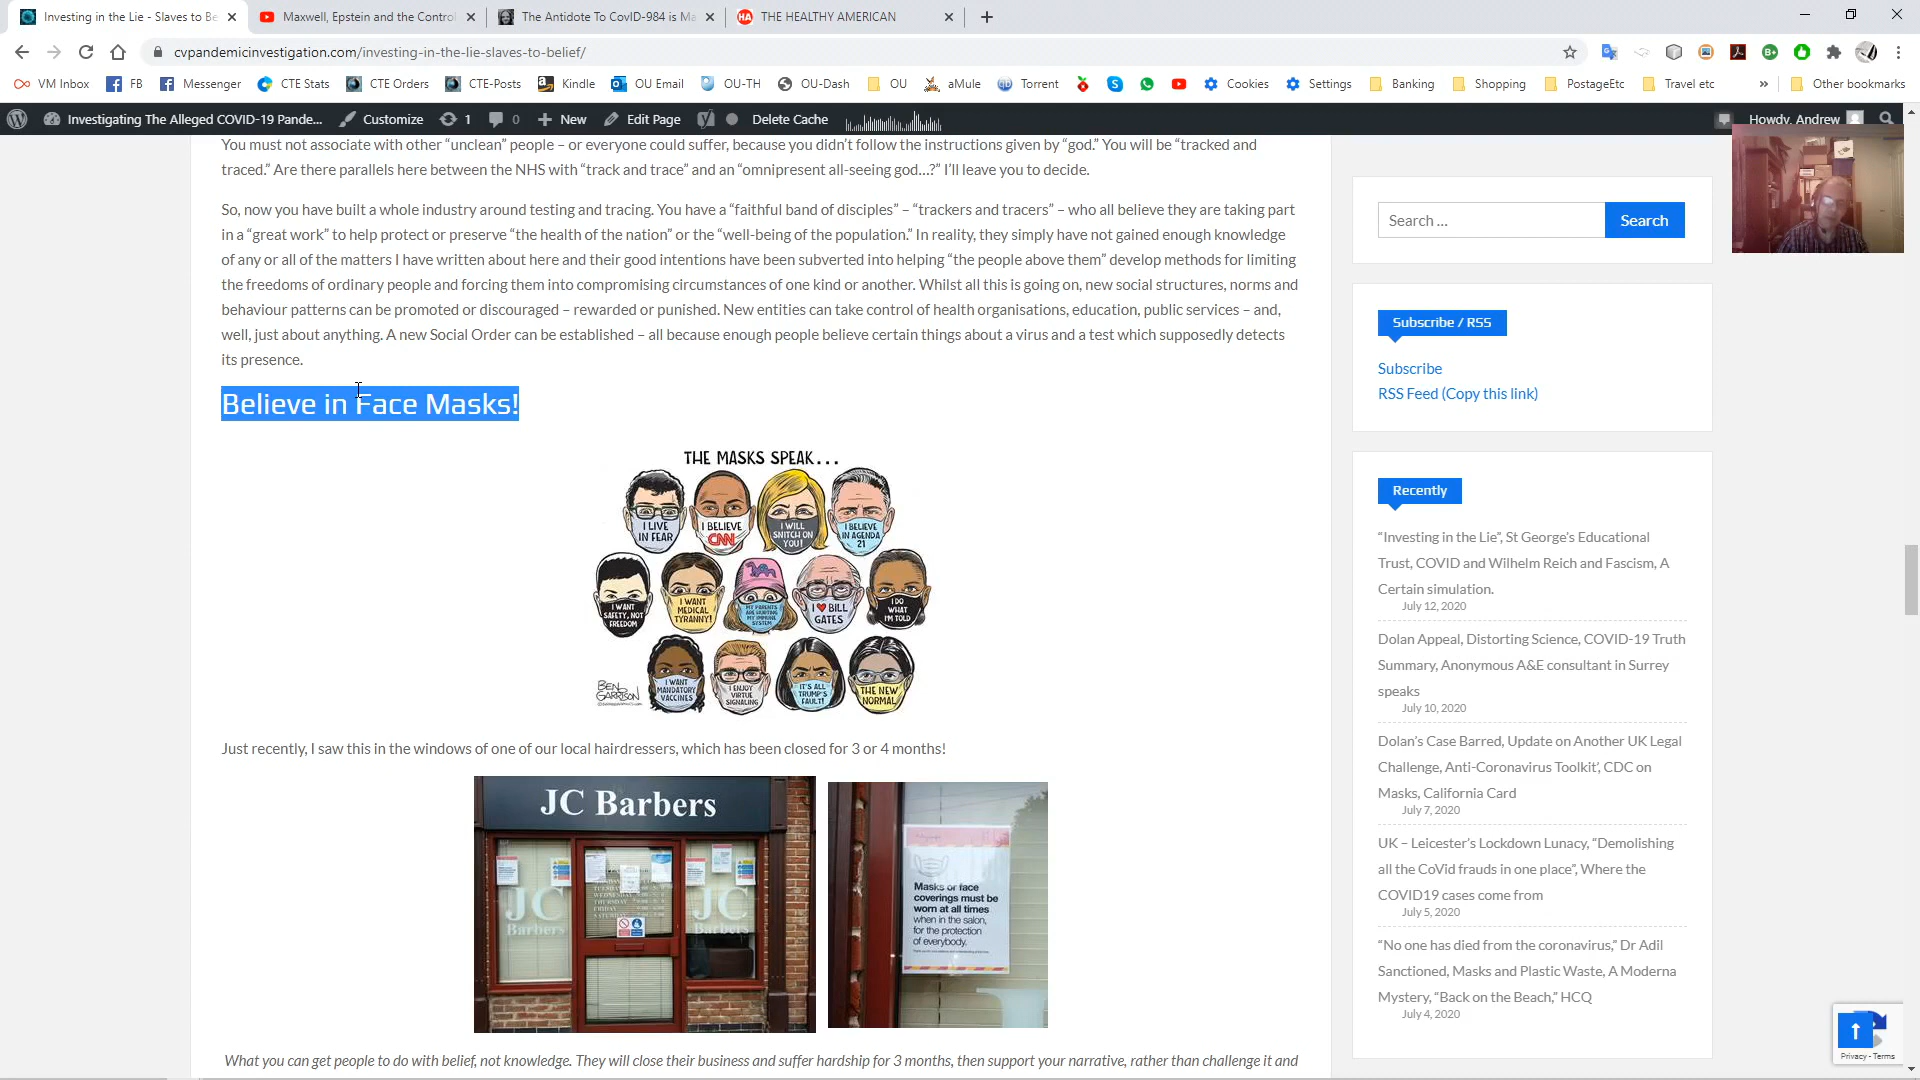 Investing in the Lie - Slaves to Be
Maxwell, Epstein and the Control
The Antidote To CovID-984 is Ma
THE HEALTHY AMERICAN
cvpandemicinvestigation.com/investing-in-the-lie-slaves-to-belief/
VM Inbox FB Messenger CTE Stats CTE Orders CTE-Posts Kindle OU Email OU-TH OU-Dash OU aMule Torrent Cookies Settings Banking Shopping PostageEtc Travel etc » Other bookmarks
Investigating The Alleged COVID-19 Pande... Customize 1 0 New Edit Page Delete Cache Howdy, Andrew
You must not associate with other “unclean” people – or everyone could suffer, because you didn’t follow the instructions given by “god.” You will be “tracked and
traced.” Are there parallels here between the NHS with “track and trace” and an “omnipresent all-seeing god…?” I’ll leave you to decide.
So, now you have built a whole industry around testing and tracing. You have a “faithful band of disciples” – “trackers and tracers” – who all believe they are taking part
in a “great work” to help protect or preserve “the health of the nation” or the “well-being of the population.” In reality, they simply have not gained enough knowledge
of any or all of the matters I have written about here and their good intentions have been subverted into helping “the people above them” develop methods for limiting
the freedoms of ordinary people and forcing them into compromising circumstances of one kind or another. Whilst all this is going on, new social structures, norms and
behaviour patterns can be promoted or discouraged – rewarded or punished. New entities can take control of health organisations, education, public services – and,
well, just about anything. A new Social Order can be established – all because enough people believe certain things about a virus and a test which supposedly detects
its presence.
Believe in Face Masks!
THE MASKS SPEAK...
I LIVE
IN FEAR
I BELIEVE
CNN
I WILL
SNITCH ON
YOU!
I BELIEVE
IN AGENDA
21
I WANT
SAFETY, NOT
FREEDOM
I WANT
MEDICAL
TYRANNY!
MY PARENTS
ARE HURTING
MY IMMUNE
SYSTEM
I ♥ BILL
GATES
I DO
WHAT
I'M TOLD
I WANT
MANDATORY
VACCINES
I ENJOY
VIRTUE
SIGNALING
IT'S ALL
TRUMP'S
FAULT!
THE NEW
NORMAL
BEN
GARRISON
Just recently, I saw this in the windows of one of our local hairdressers, which has been closed for 3 or 4 months!
JC Barbers
JC
Barbers
JC
Barbers
Masks or face
coverings must be
worn at all times
when in the salon,
for the protection
of everybody.
What you can get people to do with belief, not knowledge. They will close their business and suffer hardship for 3 months, then support your narrative, rather than challenge it and
Search ...
Search
Subscribe / RSS
Subscribe
RSS Feed (Copy this link)
Recently
“Investing in the Lie”, St George’s Educational
Trust, COVID and Wilhelm Reich and Fascism, A
Certain simulation.
July 12, 2020
Dolan Appeal, Distorting Science, COVID-19 Truth
Summary, Anonymous A&E consultant in Surrey
speaks
July 10, 2020
Dolan’s Case Barred, Update on Another UK Legal
Challenge, Anti-Coronavirus Toolkit’, CDC on
Masks, California Card
July 7, 2020
UK – Leicester’s Lockdown Lunacy, “Demolishing
all the CoVid frauds in one place”, Where the
COVID19 cases come from
July 5, 2020
“No one has died from the coronavirus,” Dr Adil
Sanctioned, Masks and Plastic Waste, A Moderna
Mystery, “Back on the Beach,” HCQ
July 4, 2020
Privacy - Terms